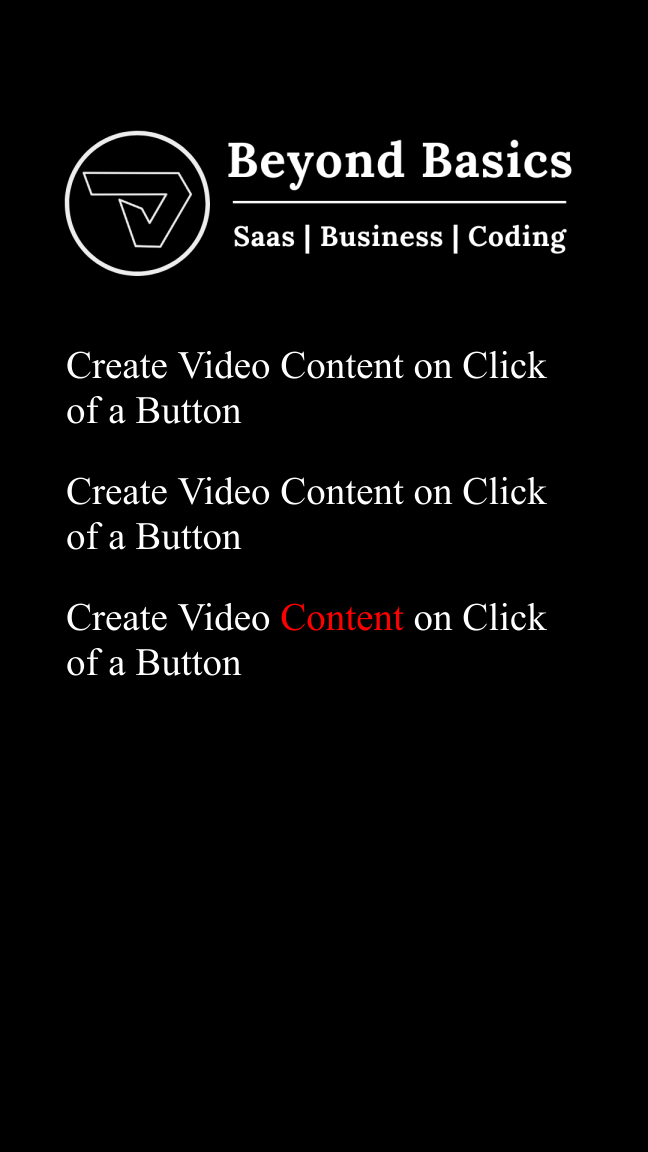 Beyond Basics
Saas | Business | Coding
Create Video Content on Click
of a Button
Create Video Content on Click
of a Button
Create Video Content on Click
of a Button